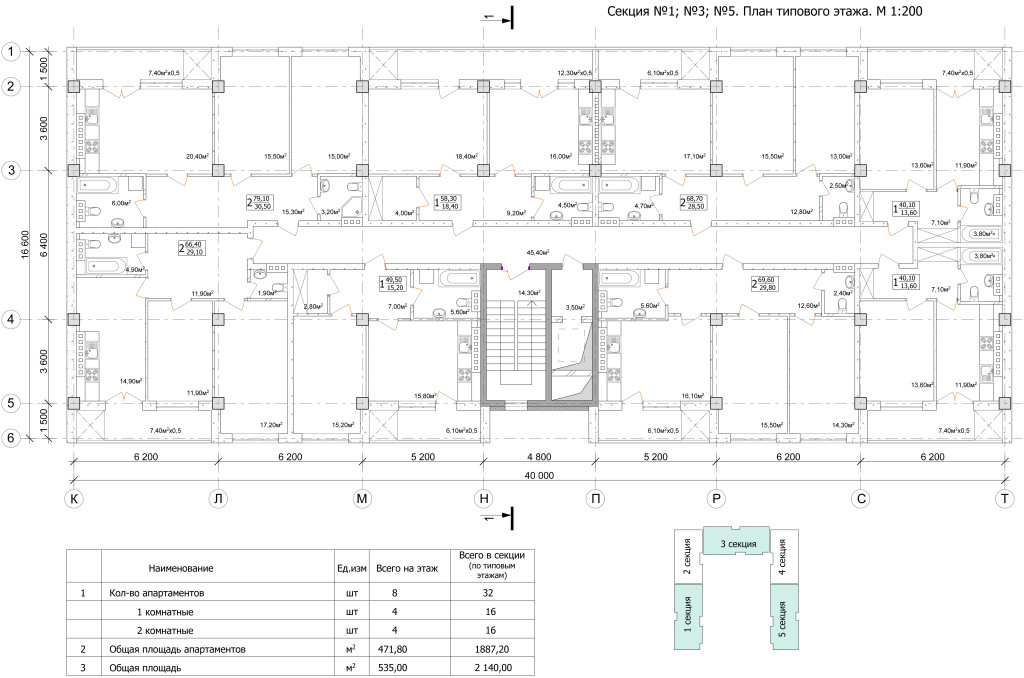 Секция №1; №3; №5. План типового этажа. М 1:200
1
1
2
3
4
5
6
1 500
3 600
6 400
3 600
1 500
16 600
7,40м²х0,5
12,30м²х0,5
6,10м²х0,5
7,40м²х0,5
20,40м²
15,50м²
15,00м²
18,40м²
16,00м²
17,10м²
15,50м²
13,00м²
13,60м²
11,90м²
6,00м²
2 79,10 30,50
15,30м²
3,20м²
4,00м²
1 58,30 18,40
9,20м²
4,50м²
4,70м²
2 68,70 28,50
12,80м²
2,50м²
1 40,10 13,60
7,10м²
3,80м²
2 66,40 29,10
4,90м²
11,90м²
1,90м²
2,80м²
1 49,50 15,20
7,00м²
5,60м²
45,40м²
14,30м²
3,50м²
5,60м²
2 69,60 29,80
12,60м²
2,40м²
1 40,10 13,60
7,10м²
3,80м²
14,90м²
11,90м²
17,20м²
15,20м²
15,80м²
16,10м²
15,50м²
14,30м²
13,60м²
11,90м²
7,40м²х0,5
6,10м²х0,5
6,10м²х0,5
7,40м²х0,5
6 200
6 200
5 200
4 800
5 200
6 200
6 200
40 000
К
Л
М
Н
П
Р
С
Т
1
Наименование
Ед.изм
Всего на этаж
Всего в секции
(по типовым
этажам)
1 Кол-во апартаментов шт 8 32
1 комнатные шт 4 16
2 комнатные шт 4 16
2 Общая площадь апартаментов м² 471,80 1887,20
3 Общая площадь м² 535,00 2 140,00
2 секция
3 секция
4 секция
1 секция
5 секция